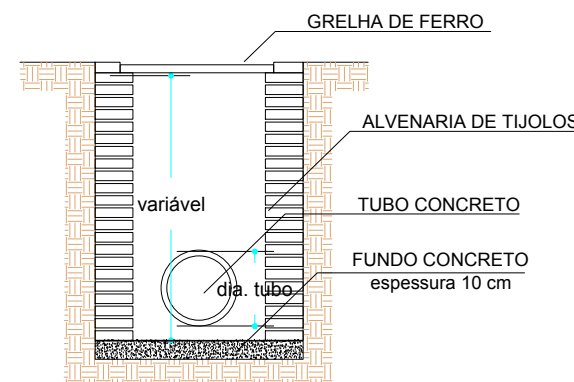 GRELHA DE FERRO
ALVENARIA DE TIJOLOS
variável
TUBO CONCRETO
FUNDO CONCRETO
espessura 10 cm
dia. tubo